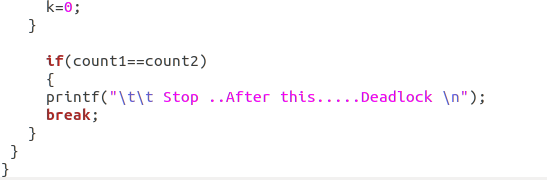 k=0;
}
if(count1==count2)
{
printf("\t\t Stop ..After this.....Deadlock \n");
break;
}
}
}